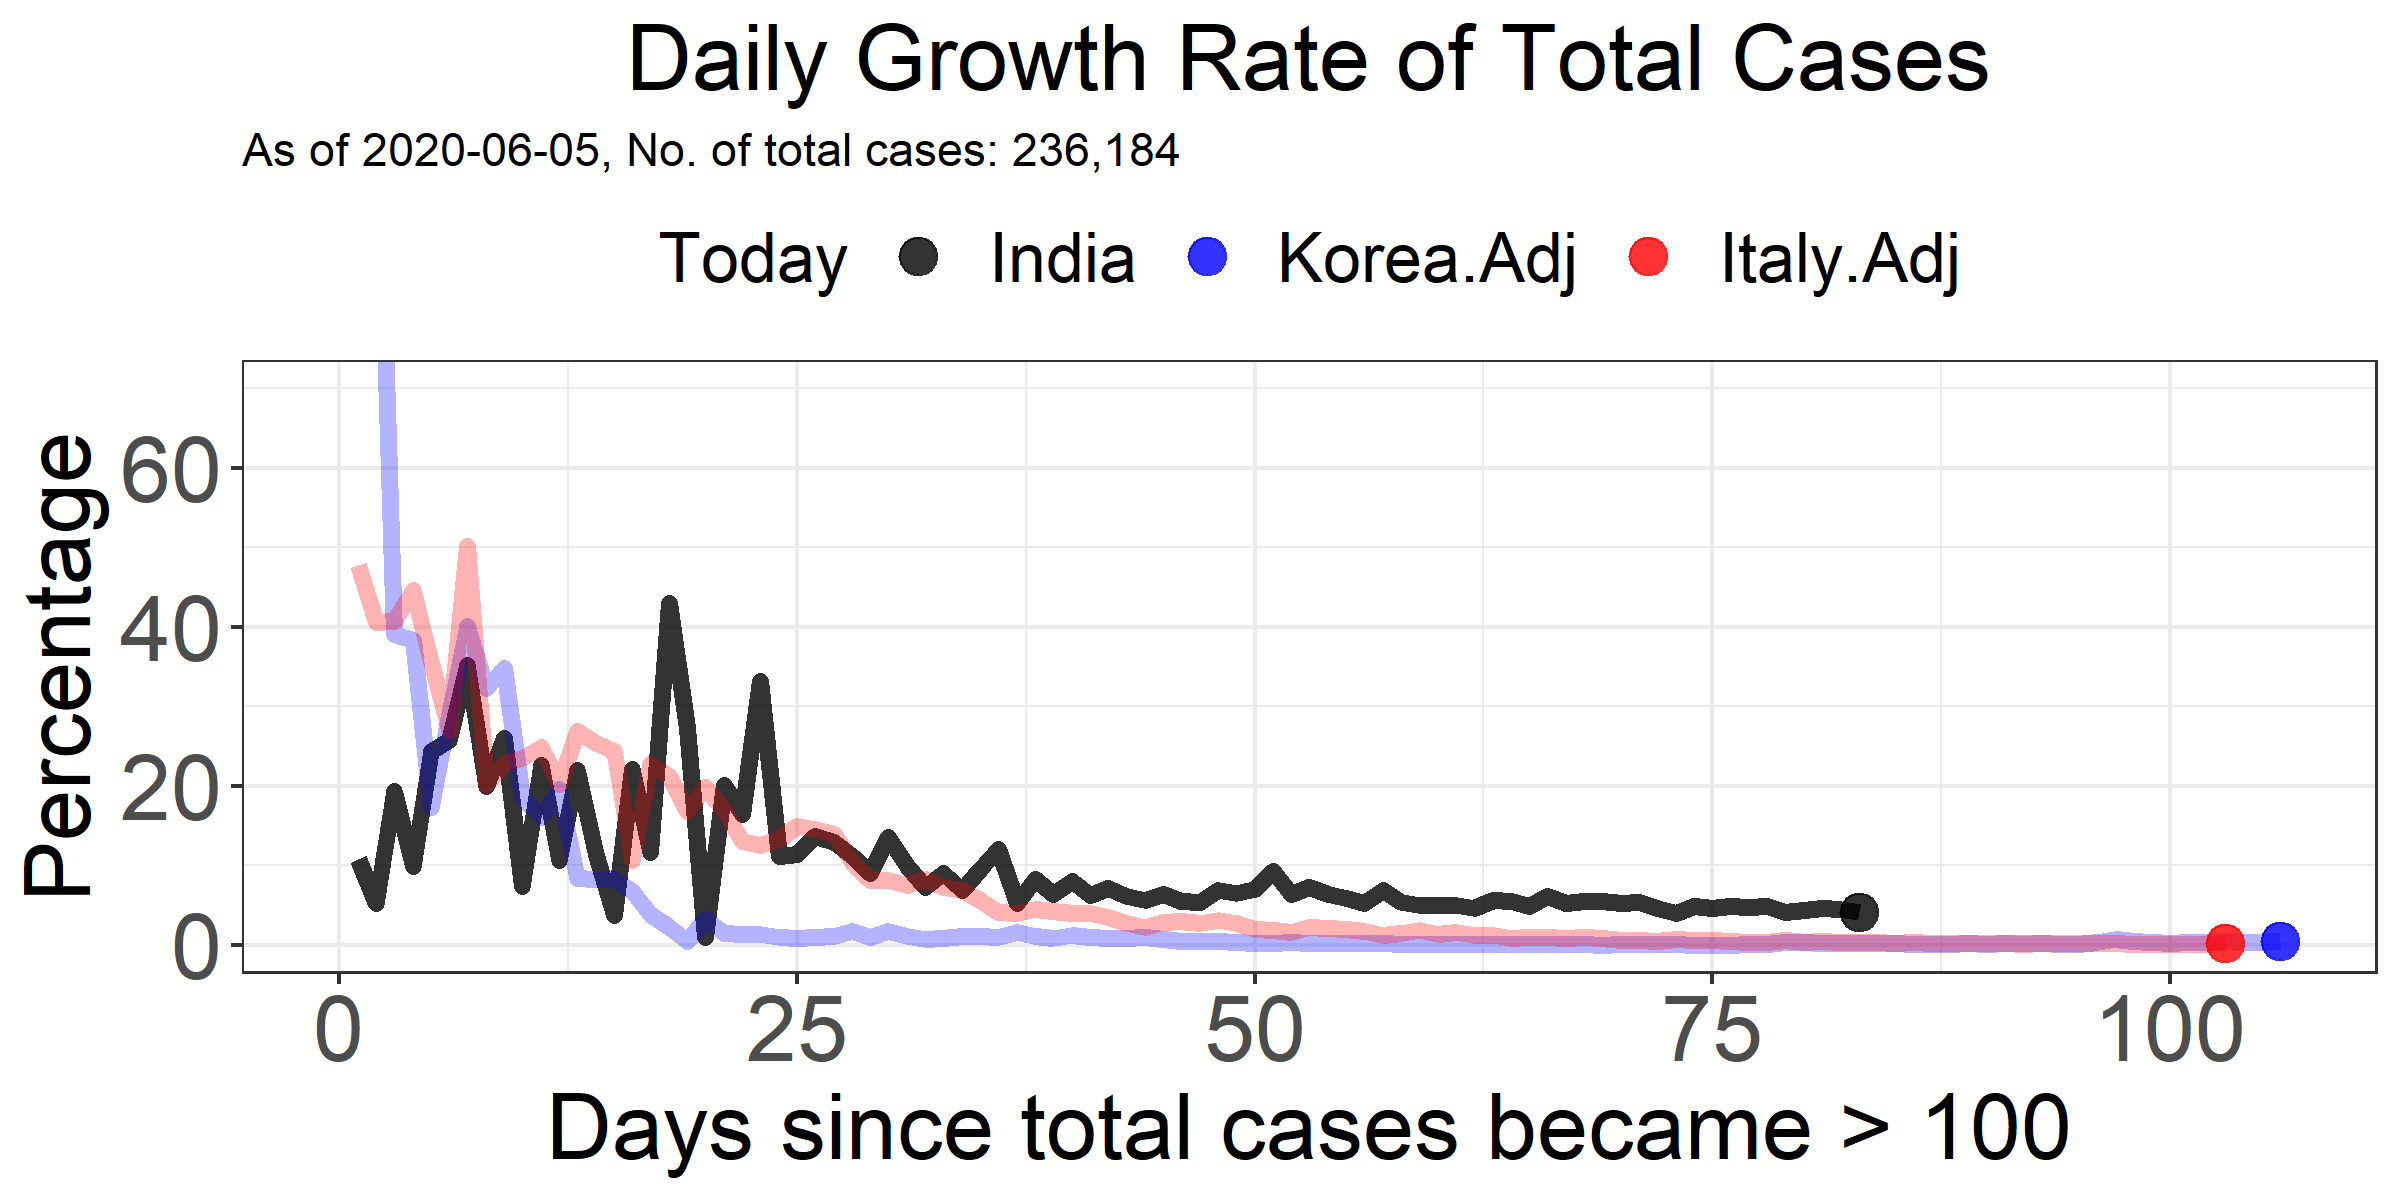 Daily Growth Rate of Total Cases
As of 2020-06-05, No. of total cases: 236,184
Today India Korea.Adj Italy.Adj
Percentage
60
40
20
0
0 25 50 75 100
Days since total cases became > 100